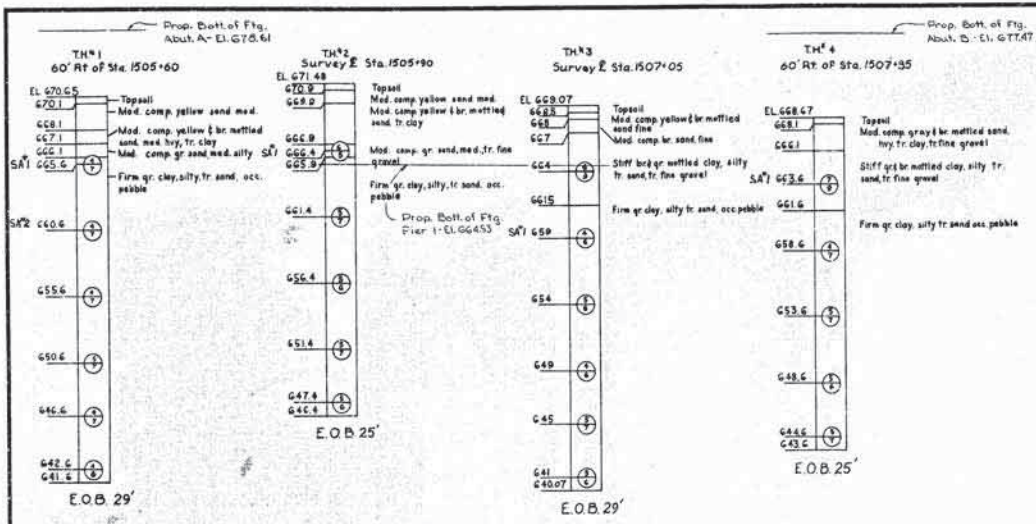 Prop. Bott. of Ftg.
Abut. A - El. 678.61
Prop. Bott. of Ftg.
Abut. B - El. 677.47
T.H.# 1
60' Rt of Sta. 1505+60
EL 670.65
670.1
668.1
667.1
666.1
SA#1 665.6
SA#2 660.6
655.6
650.6
646.6
642.6
641.6
E.O.B. 29'
Topsoil
Mod. comp. yellow sand med.
Mod. comp. yellow & br. mottled
sand. med. hvy, tr. clay
Mod. comp. gr. sand, med. silty
Firm gr. clay, silty, tr. sand, occ.
pebble
T.H.#2
Survey ₤ Sta. 1505+90
EL 671.48
670.9
669.9
666.9
SA#1 666.4
665.9
661.4
656.4
651.4
647.4
646.4
E.O.B. 25'
Topsoil
Mod. comp. yellow sand med.
Mod. comp. yellow & br. mottled
sand, tr. clay
Mod. comp. gr. sand, med., tr. fine
gravel
Firm gr. clay, silty, tr. sand, occ.
pebble
Prop. Bott. of Ftg.
Pier 1 - El. 664.53
T.H.# 3
Survey ₤ Sta. 1507+05
EL 669.07
668.5
668
667
664
661.5
SA#1 659
654
649
645
641
640.07
E.O.B. 29'
Topsoil
Mod. comp. yellow & br. mottled
sand fine
Mod. comp. br. sand, fine
Stiff br & gr mottled clay, silty
tr. sand, tr. fine gravel
Firm gr clay, silty tr. sand, occ. pebble
T.H.# 4
60' Rt. of Sta. 1507+95
EL. 668.67
668.1
666.1
SA#1 663.6
661.6
658.6
653.6
648.6
644.6
643.6
E.O.B. 25'
Topsoil
Mod. comp. gray & br. mottled sand,
hvy. tr. clay, tr. fine gravel
Stiff gr & br. mottled clay, silty tr.
sand, tr. fine gravel
Firm gr. clay, silty tr. sand occ. pebble